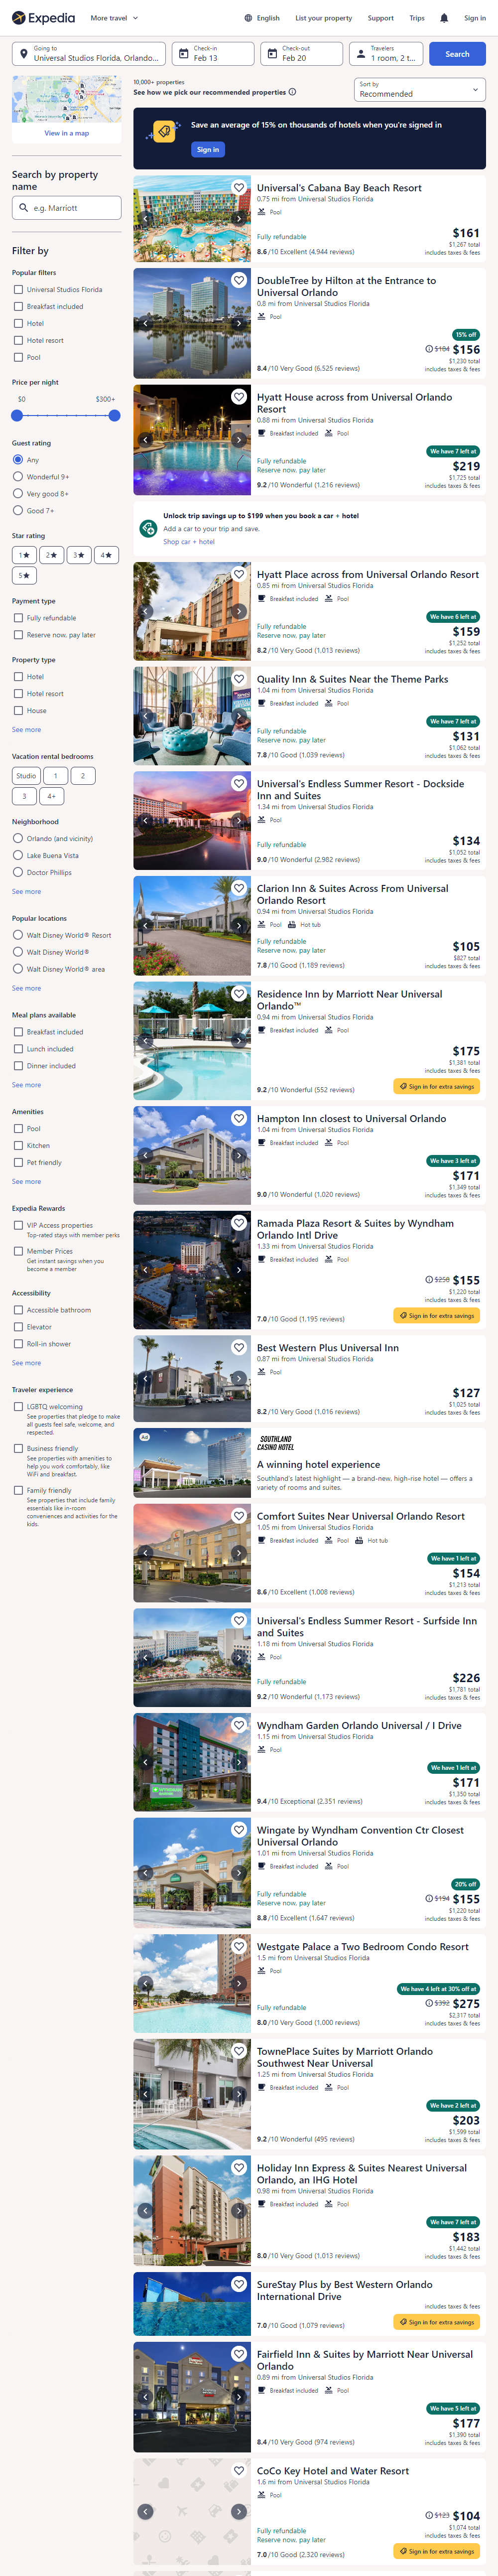 Expedia
More travel
English
List your property
Support
Trips
Sign in
Going to
Universal Studios Florida, Orlando...
Check-in
Feb 13
Check-out
Feb 20
Travelers
1 room, 2 t...
Search
View in a map
Search by property
name
e.g. Marriott
Filter by
Popular filters
Universal Studios Florida
Breakfast included
Hotel
Hotel resort
Pool
Price per night
$0
$300+
Guest rating
Any
Wonderful 9+
Very good 8+
Good 7+
Star rating
1★ 2★ 3★ 4★
5★
Payment type
Fully refundable
Reserve now, pay later
Property type
Hotel
Hotel resort
House
See more
Vacation rental bedrooms
Studio 1 2
3 4+
Neighborhood
Orlando (and vicinity)
Lake Buena Vista
Doctor Phillips
See more
Popular locations
Walt Disney World® Resort
Walt Disney World®
Walt Disney World® area
See more
Meal plans available
Breakfast included
Lunch included
Dinner included
See more
Amenities
Pool
Kitchen
Pet friendly
See more
Expedia Rewards
VIP Access properties
Top-rated stays with member perks
Member Prices
Get instant savings when you
become a member
Accessibility
Accessible bathroom
Elevator
Roll-in shower
See more
Traveler experience
LGBTQ welcoming
See properties that pledge to make
all guests feel safe, welcome, and
respected.
Business friendly
See properties with amenities to
help you work comfortably, like
WiFi and breakfast.
Family friendly
See properties that include family
essentials like in-room
conveniences and activities for the
kids.
10,000+ properties
See how we pick our recommended properties
Sort by
Recommended
Save an average of 15% on thousands of hotels when you're signed in
Sign in
Universal's Cabana Bay Beach Resort
0.75 mi from Universal Studios Florida
Pool
Fully refundable
8.6/10 Excellent (4,944 reviews)
$161
$1,267 total
includes taxes & fees
DoubleTree by Hilton at the Entrance to
Universal Orlando
0.8 mi from Universal Studios Florida
Pool
8.4/10 Very Good (6,525 reviews)
15% off
$184 $156
$1,230 total
includes taxes & fees
Hyatt House across from Universal Orlando
Resort
0.88 mi from Universal Studios Florida
Breakfast included Pool
Fully refundable
Reserve now, pay later
9.2/10 Wonderful (1,216 reviews)
We have 7 left at
$219
$1,725 total
includes taxes & fees
Unlock trip savings up to $199 when you book a car + hotel
Add a car to your trip and save.
Shop car + hotel
Hyatt Place across from Universal Orlando Resort
0.85 mi from Universal Studios Florida
Breakfast included Pool
Fully refundable
Reserve now, pay later
8.2/10 Very Good (1,013 reviews)
We have 6 left at
$159
$1,252 total
includes taxes & fees
Quality Inn & Suites Near the Theme Parks
1.04 mi from Universal Studios Florida
Breakfast included Pool
Fully refundable
Reserve now, pay later
7.8/10 Good (1,039 reviews)
We have 7 left at
$131
$1,062 total
includes taxes & fees
Universal's Endless Summer Resort - Dockside
Inn and Suites
1.34 mi from Universal Studios Florida
Pool
Fully refundable
9.0/10 Wonderful (2,982 reviews)
$134
$1,052 total
includes taxes & fees
Clarion Inn & Suites Across From Universal
Orlando Resort
0.94 mi from Universal Studios Florida
Pool Hot tub
Fully refundable
Reserve now, pay later
7.8/10 Good (1,189 reviews)
$105
$827 total
includes taxes & fees
Residence Inn by Marriott Near Universal
Orlando™
0.94 mi from Universal Studios Florida
Breakfast included Pool
9.2/10 Wonderful (552 reviews)
$175
$1,381 total
includes taxes & fees
Sign in for extra savings
Hampton Inn closest to Universal Orlando
1.04 mi from Universal Studios Florida
Breakfast included Pool
9.0/10 Wonderful (1,020 reviews)
We have 3 left at
$171
$1,349 total
includes taxes & fees
Ramada Plaza Resort & Suites by Wyndham
Orlando Intl Drive
1.33 mi from Universal Studios Florida
Breakfast included Pool
7.0/10 Good (1,195 reviews)
$258 $155
$1,220 total
includes taxes & fees
Sign in for extra savings
Best Western Plus Universal Inn
0.87 mi from Universal Studios Florida
Pool
8.2/10 Very Good (1,016 reviews)
$127
$1,025 total
includes taxes & fees
Ad
SOUTHLAND
CASINO HOTEL
A winning hotel experience
Southland's latest highlight — a brand-new, high-rise hotel — offers a
variety of rooms and suites.
Comfort Suites Near Universal Orlando Resort
1.05 mi from Universal Studios Florida
Breakfast included Pool Hot tub
8.6/10 Excellent (1,008 reviews)
We have 1 left at
$154
$1,213 total
includes taxes & fees
Universal's Endless Summer Resort - Surfside Inn
and Suites
1.18 mi from Universal Studios Florida
Pool
Fully refundable
9.2/10 Wonderful (1,173 reviews)
$226
$1,781 total
includes taxes & fees
Wyndham Garden Orlando Universal / I Drive
1.15 mi from Universal Studios Florida
Pool
9.4/10 Exceptional (2,351 reviews)
We have 1 left at
$171
$1,350 total
includes taxes & fees
Wingate by Wyndham Convention Ctr Closest
Universal Orlando
1.01 mi from Universal Studios Florida
Breakfast included Pool
Fully refundable
Reserve now, pay later
8.8/10 Excellent (1,647 reviews)
20% off
$194 $155
$1,220 total
includes taxes & fees
Westgate Palace a Two Bedroom Condo Resort
1.5 mi from Universal Studios Florida
Pool
Fully refundable
8.0/10 Very Good (1,000 reviews)
We have 4 left at 30% off at
$392 $275
$2,317 total
includes taxes & fees
TownePlace Suites by Marriott Orlando
Southwest Near Universal
1.25 mi from Universal Studios Florida
Breakfast included Pool
9.2/10 Wonderful (495 reviews)
We have 2 left at
$203
$1,599 total
includes taxes & fees
Holiday Inn Express & Suites Nearest Universal
Orlando, an IHG Hotel
0.98 mi from Universal Studios Florida
Breakfast included Pool
8.0/10 Very Good (1,013 reviews)
We have 7 left at
$183
$1,442 total
includes taxes & fees
SureStay Plus by Best Western Orlando
International Drive
7.0/10 Good (1,079 reviews)
includes taxes & fees
Sign in for extra savings
Fairfield Inn & Suites by Marriott Near Universal
Orlando
0.89 mi from Universal Studios Florida
Breakfast included Pool
8.4/10 Very Good (974 reviews)
We have 5 left at
$177
$1,390 total
includes taxes & fees
CoCo Key Hotel and Water Resort
1.6 mi from Universal Studios Florida
Pool
Fully refundable
Reserve now, pay later
7.0/10 Good (2,320 reviews)
$123 $104
$1,074 total
includes taxes & fees
Sign in for extra savings